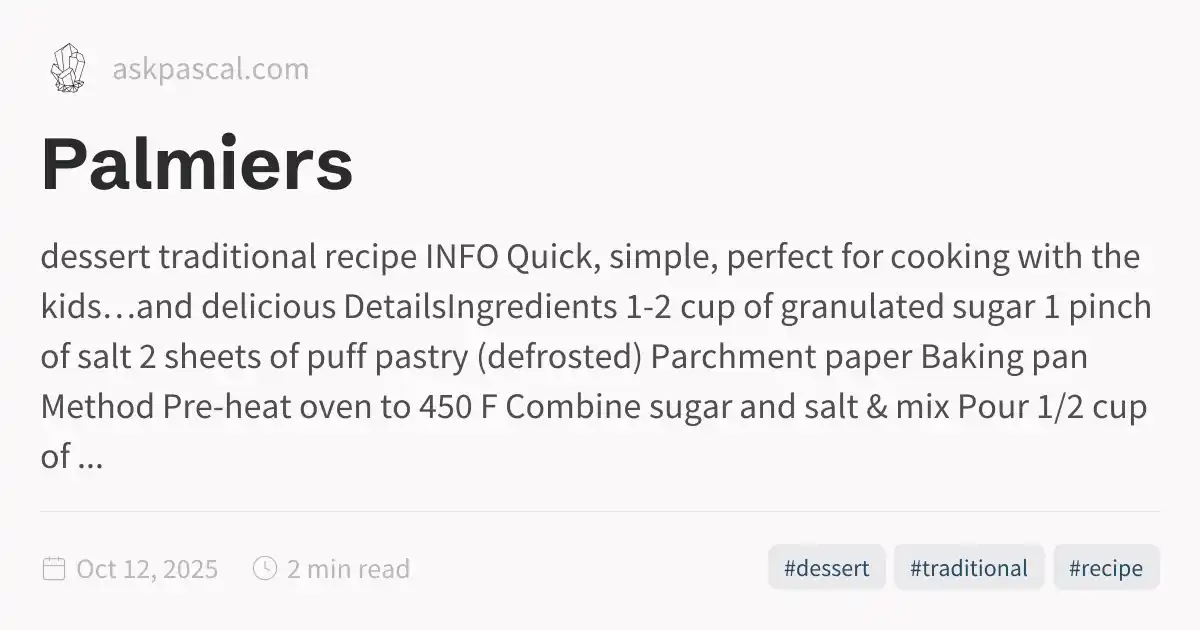 askpascal.com
Palmiers
dessert traditional recipe INFO Quick, simple, perfect for cooking with the
kids…and delicious DetailsIngredients 1-2 cup of granulated sugar 1 pinch
of salt 2 sheets of puff pastry (defrosted) Parchment paper Baking pan
Method Pre-heat oven to 450 F Combine sugar and salt & mix Pour 1/2 cup
of ...
Oct 12, 2025 2 min read #dessert #traditional #recipe